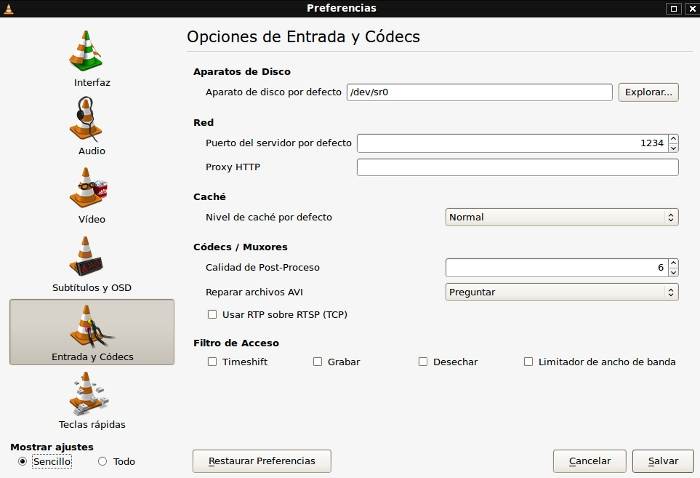 Preferencias
Interfaz
Audio
Vídeo
Subtítulos y OSD
Entrada y Códecs
Teclas rápidas
Mostrar ajustes
Sencillo Todo
Opciones de Entrada y Códecs
Aparatos de Disco
Aparato de disco por defecto /dev/sr0 Explorar...
Red
Puerto del servidor por defecto 1234
Proxy HTTP
Caché
Nivel de caché por defecto Normal
Códecs / Muxores
Calidad de Post-Proceso 6
Reparar archivos AVI Preguntar
Usar RTP sobre RTSP (TCP)
Filtro de Acceso
Timeshift Grabar Desechar Limitador de ancho de banda
Restaurar Preferencias Cancelar Salvar